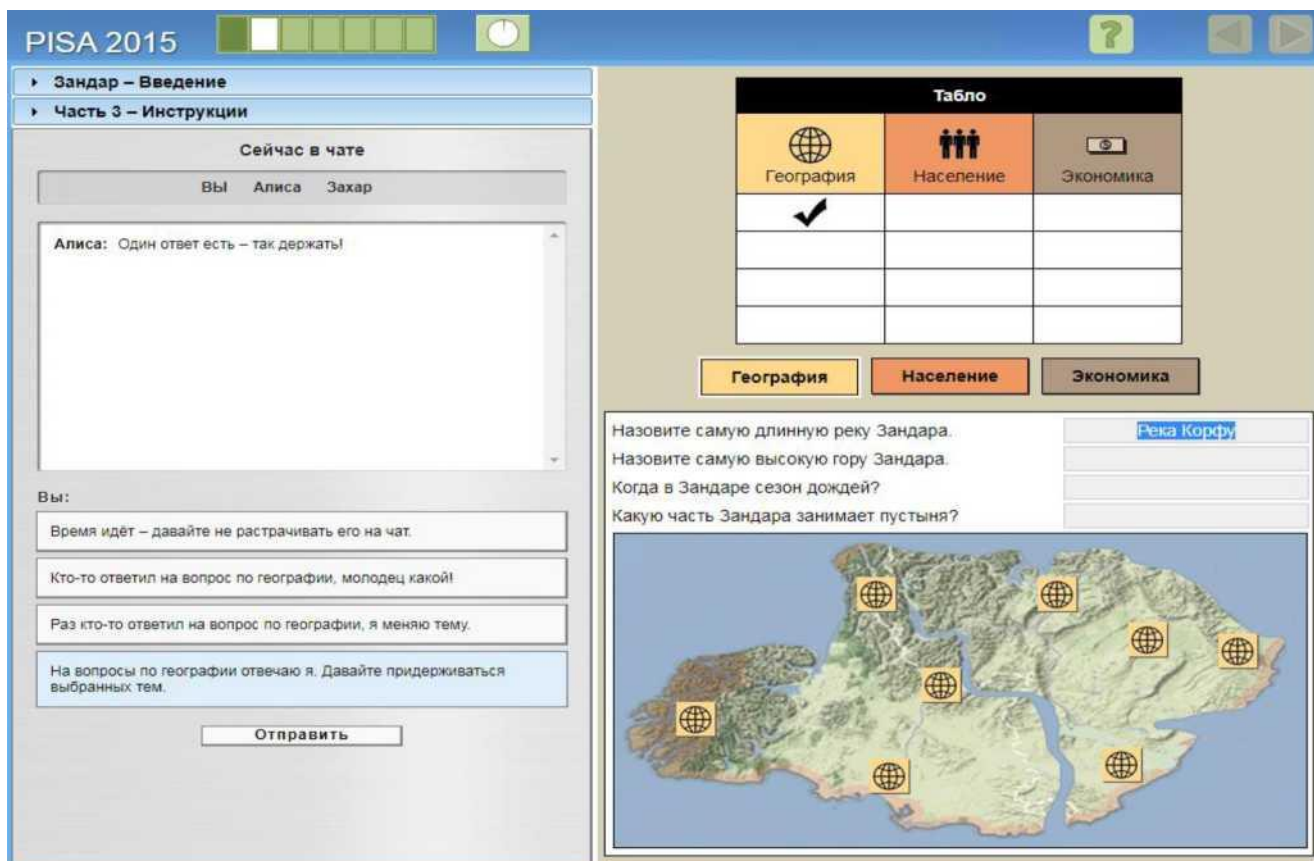 PISA 2015
?
Зандар – Введение
Часть 3 – Инструкции
Сейчас в чате
ВЫ Алиса Захар
Алиса: Один ответ есть – так держать!
Вы:
Время идёт – давайте не растрачивать его на чат.
Кто-то ответил на вопрос по географии, молодец какой!
Раз кто-то ответил на вопрос по географии, я меняю тему.
На вопросы по географии отвечаю я. Давайте придерживаться
выбранных тем.
Отправить
Табло
География Население Экономика
География Население Экономика
Назовите самую длинную реку Зандара. Река Корфу
Назовите самую высокую гору Зандара.
Когда в Зандаре сезон дождей?
Какую часть Зандара занимает пустыня?